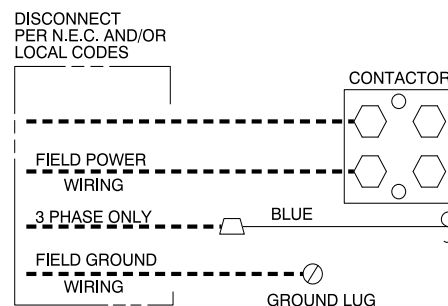 DISCONNECT
PER N.E.C. AND/OR
LOCAL CODES
CONTACTOR
FIELD POWER
WIRING
3 PHASE ONLY
BLUE
FIELD GROUND
WIRING
GROUND LUG